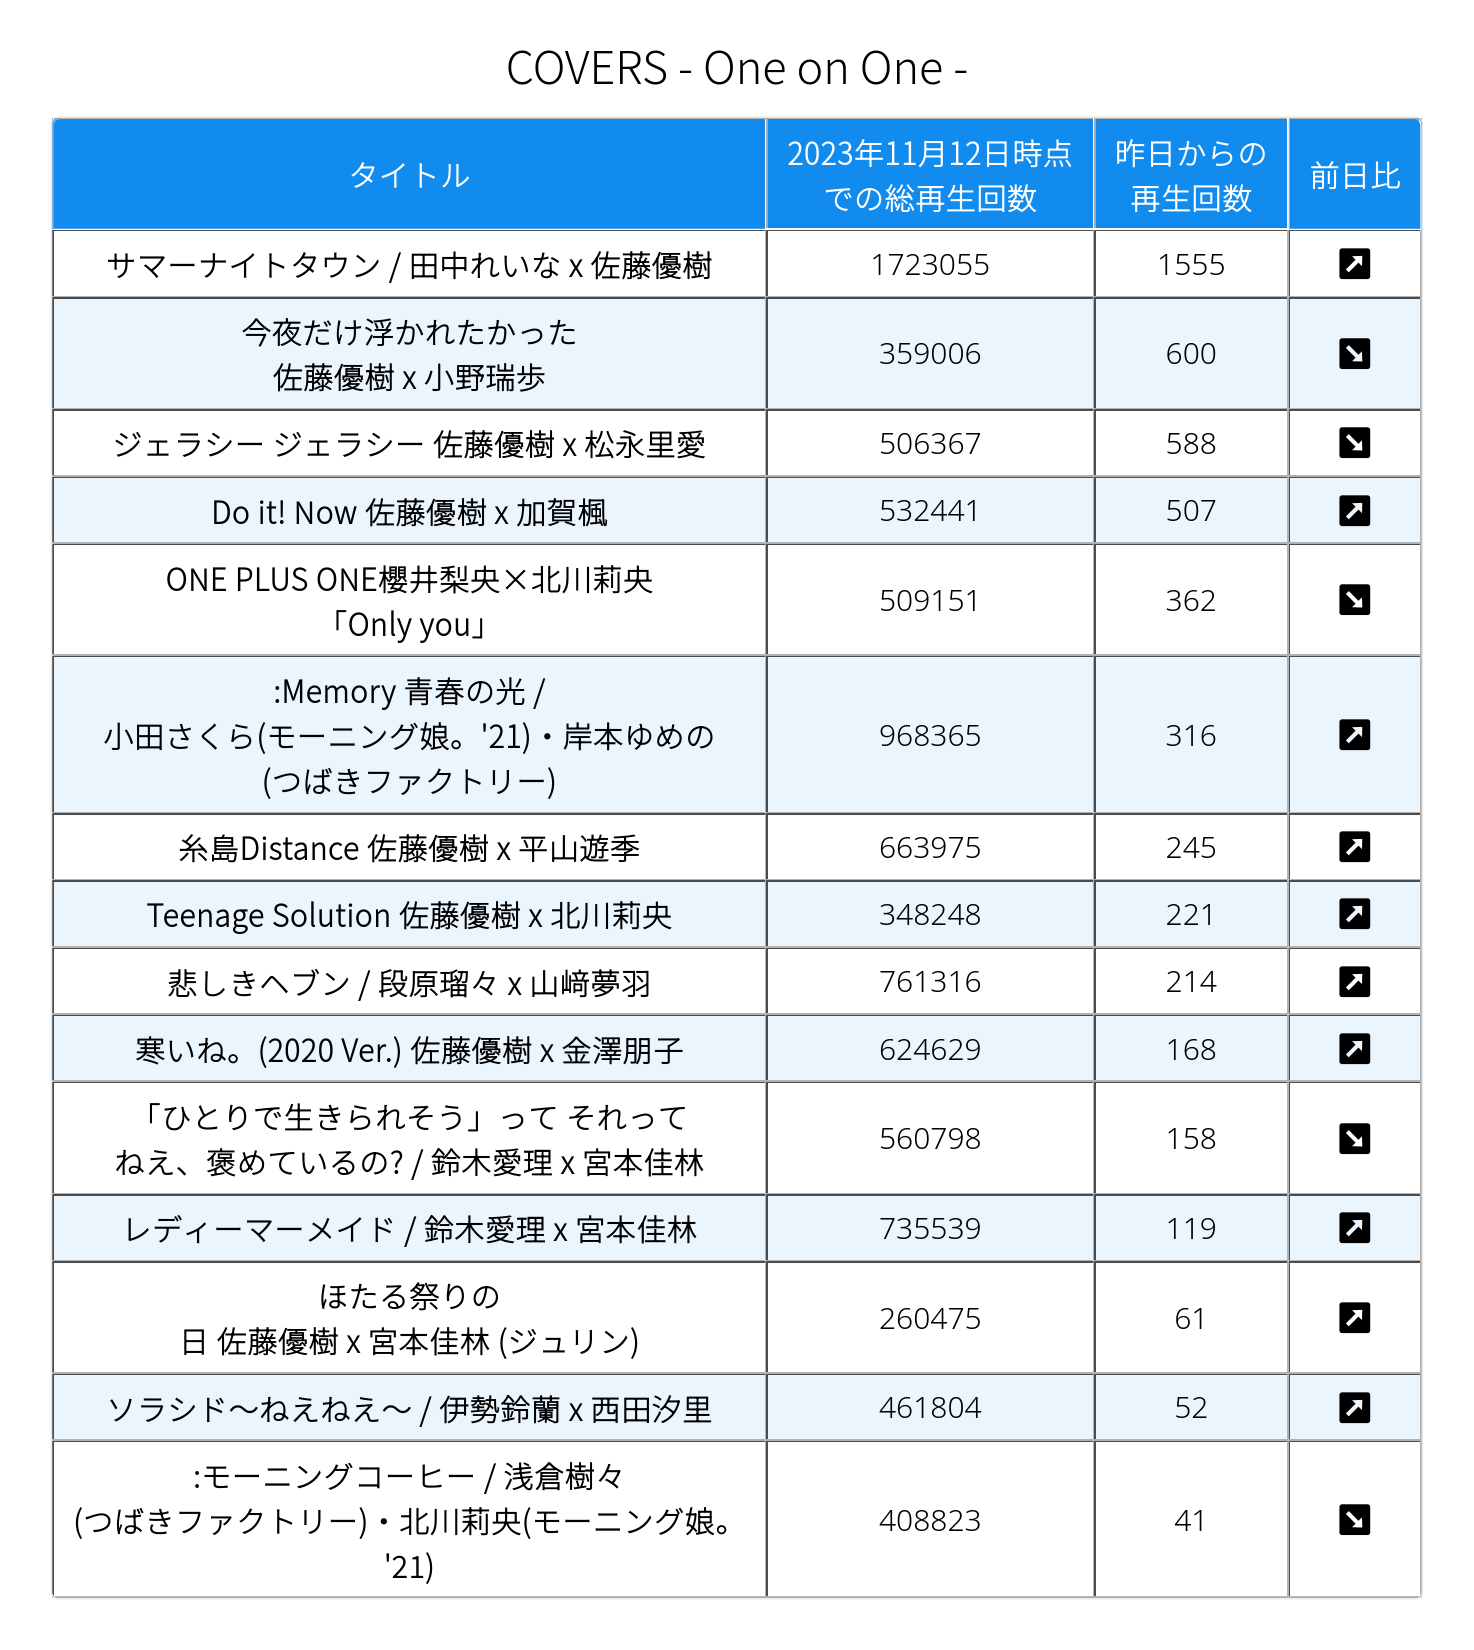 COVERS - One on One -
タイトル
2023年11月12日時点
での総再生回数
昨日からの
再生回数
前日比
サマーナイトタウン / 田中れいな x 佐藤優樹
1723055
1555
今夜だけ浮かれたかった
佐藤優樹 x 小野瑞歩
359006
600
ジェラシー ジェラシー 佐藤優樹 x 松永里愛
506367
588
Do it! Now 佐藤優樹 x 加賀楓
532441
507
ONE PLUS ONE櫻井梨央×北川莉央
「Only you」
509151
362
:Memory 青春の光 /
小田さくら(モーニング娘。'21)・岸本ゆめの
(つばきファクトリー)
968365
316
糸島Distance 佐藤優樹 x 平山遊季
663975
245
Teenage Solution 佐藤優樹 x 北川莉央
348248
221
悲しきヘブン / 段原瑠々 x 山﨑夢羽
761316
214
寒いね。(2020 Ver.) 佐藤優樹 x 金澤朋子
624629
168
「ひとりで生きられそう」って それって
ねえ、褒めているの? / 鈴木愛理 x 宮本佳林
560798
158
レディーマーメイド / 鈴木愛理 x 宮本佳林
735539
119
ほたる祭りの
日 佐藤優樹 x 宮本佳林 (ジュリン)
260475
61
ソラシド〜ねえねえ〜 / 伊勢鈴蘭 x 西田汐里
461804
52
:モーニングコーヒー / 浅倉樹々
(つばきファクトリー)・北川莉央(モーニング娘。
'21)
408823
41